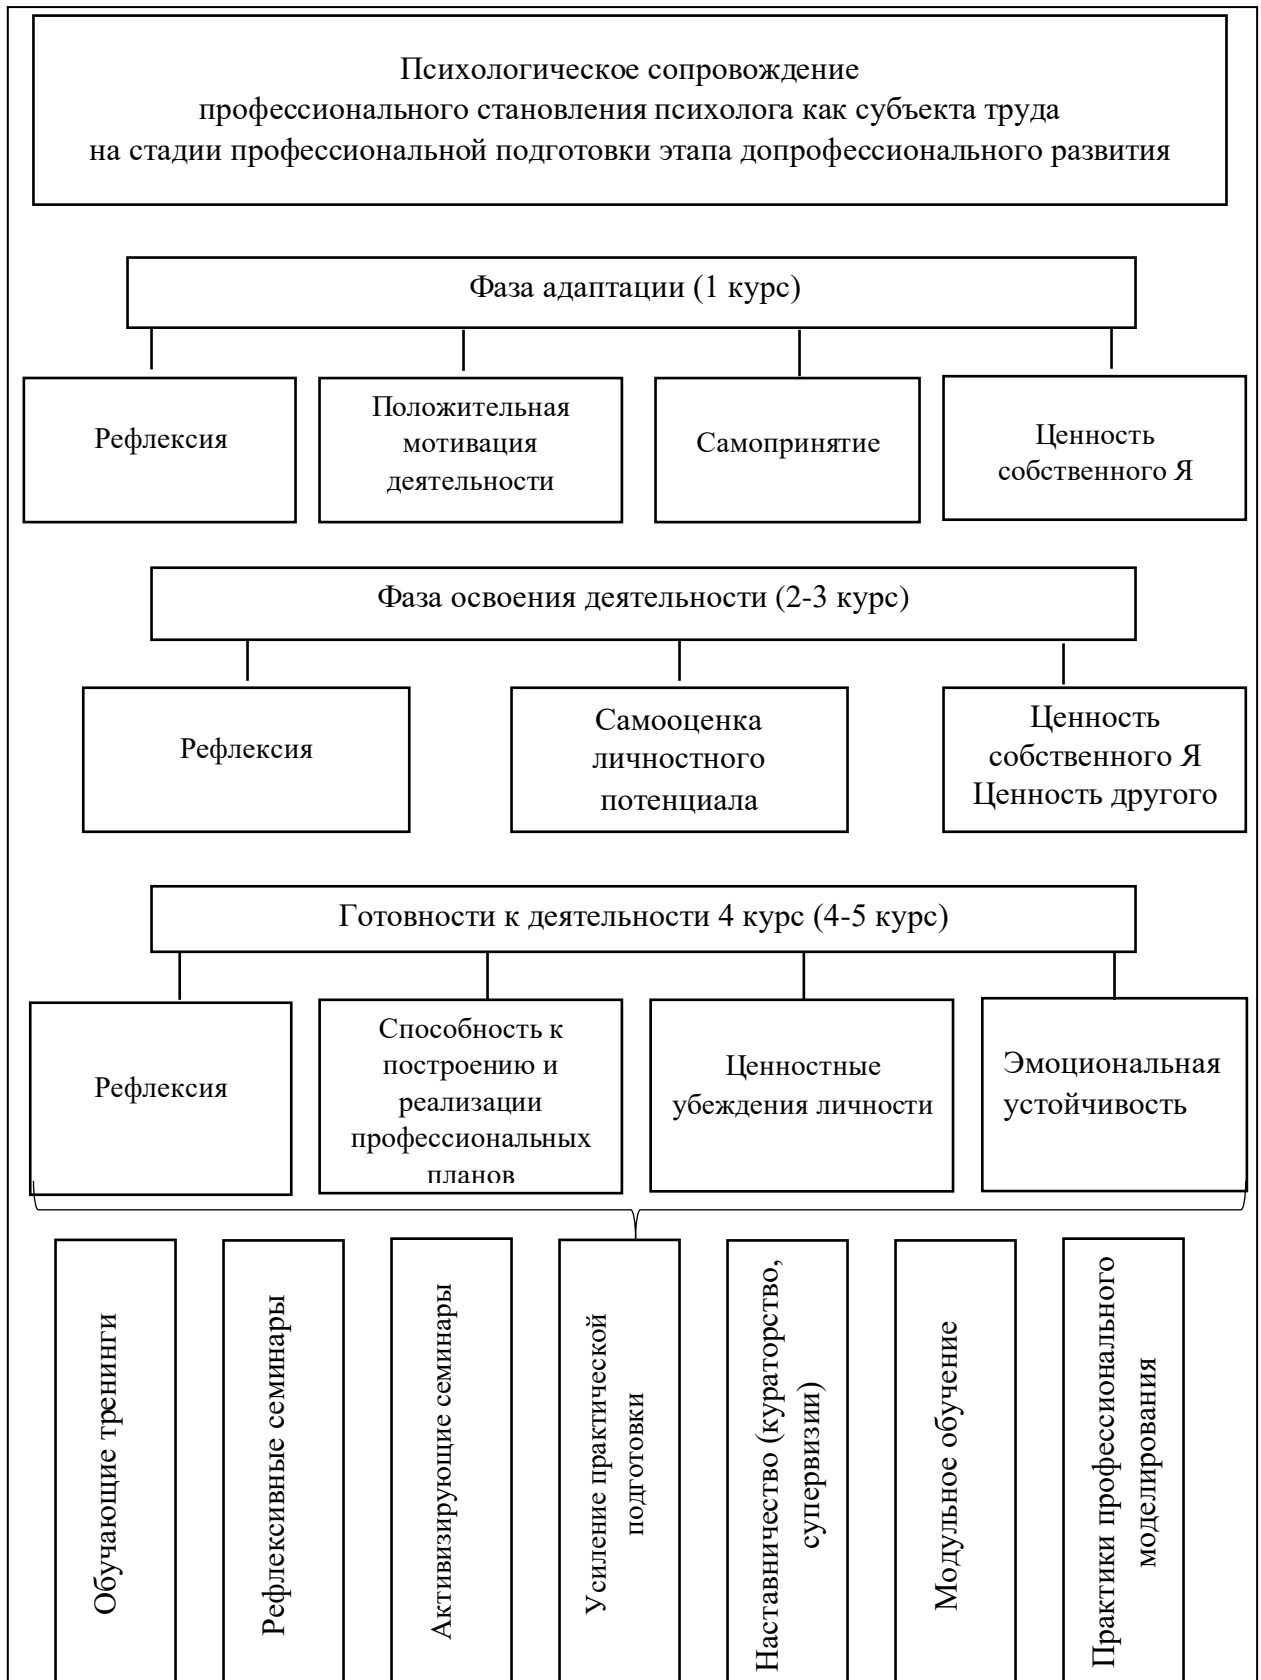 Психологическое сопровождение
профессионального становления психолога как субъекта труда
на стадии профессиональной подготовки этапа допрофессионального развития
Фаза адаптации (1 курс)
Рефлексия
Положительная
мотивация
деятельности
Самопринятие
Ценность
собственного Я
Фаза освоения деятельности (2-3 курс)
Рефлексия
Самооценка
личностного
потенциала
Ценность
собственного Я
Ценность другого
Готовности к деятельности 4 курс (4-5 курс)
Рефлексия
Способность к
построению и
реализации
профессиональных
планов
Ценностные
убеждения личности
Эмоциональная
устойчивость
Обучающие тренинги
Рефлексивные семинары
Активизирующие семинары
Усиление практической
подготовки
Наставничество (кураторство,
супервизии)
Модульное обучение
Практики профессионального
моделирования